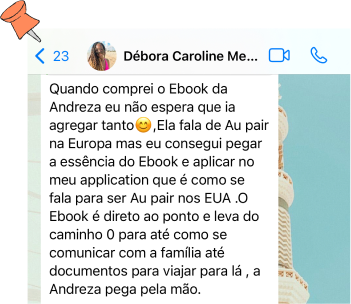 23 Débora Caroline Me...
Quando comprei o Ebook da
Andreza eu não espera que ia
agregar tanto😊,Ela fala de Au pair
na Europa mas eu consegui pegar
a essência do Ebook e aplicar no
meu application que é como se
fala para ser Au pair nos EUA .O
Ebook é direto ao ponto e leva do
caminho 0 para até como se
comunicar com a família até
documentos para viajar para lá , a
Andreza pega pela mão.